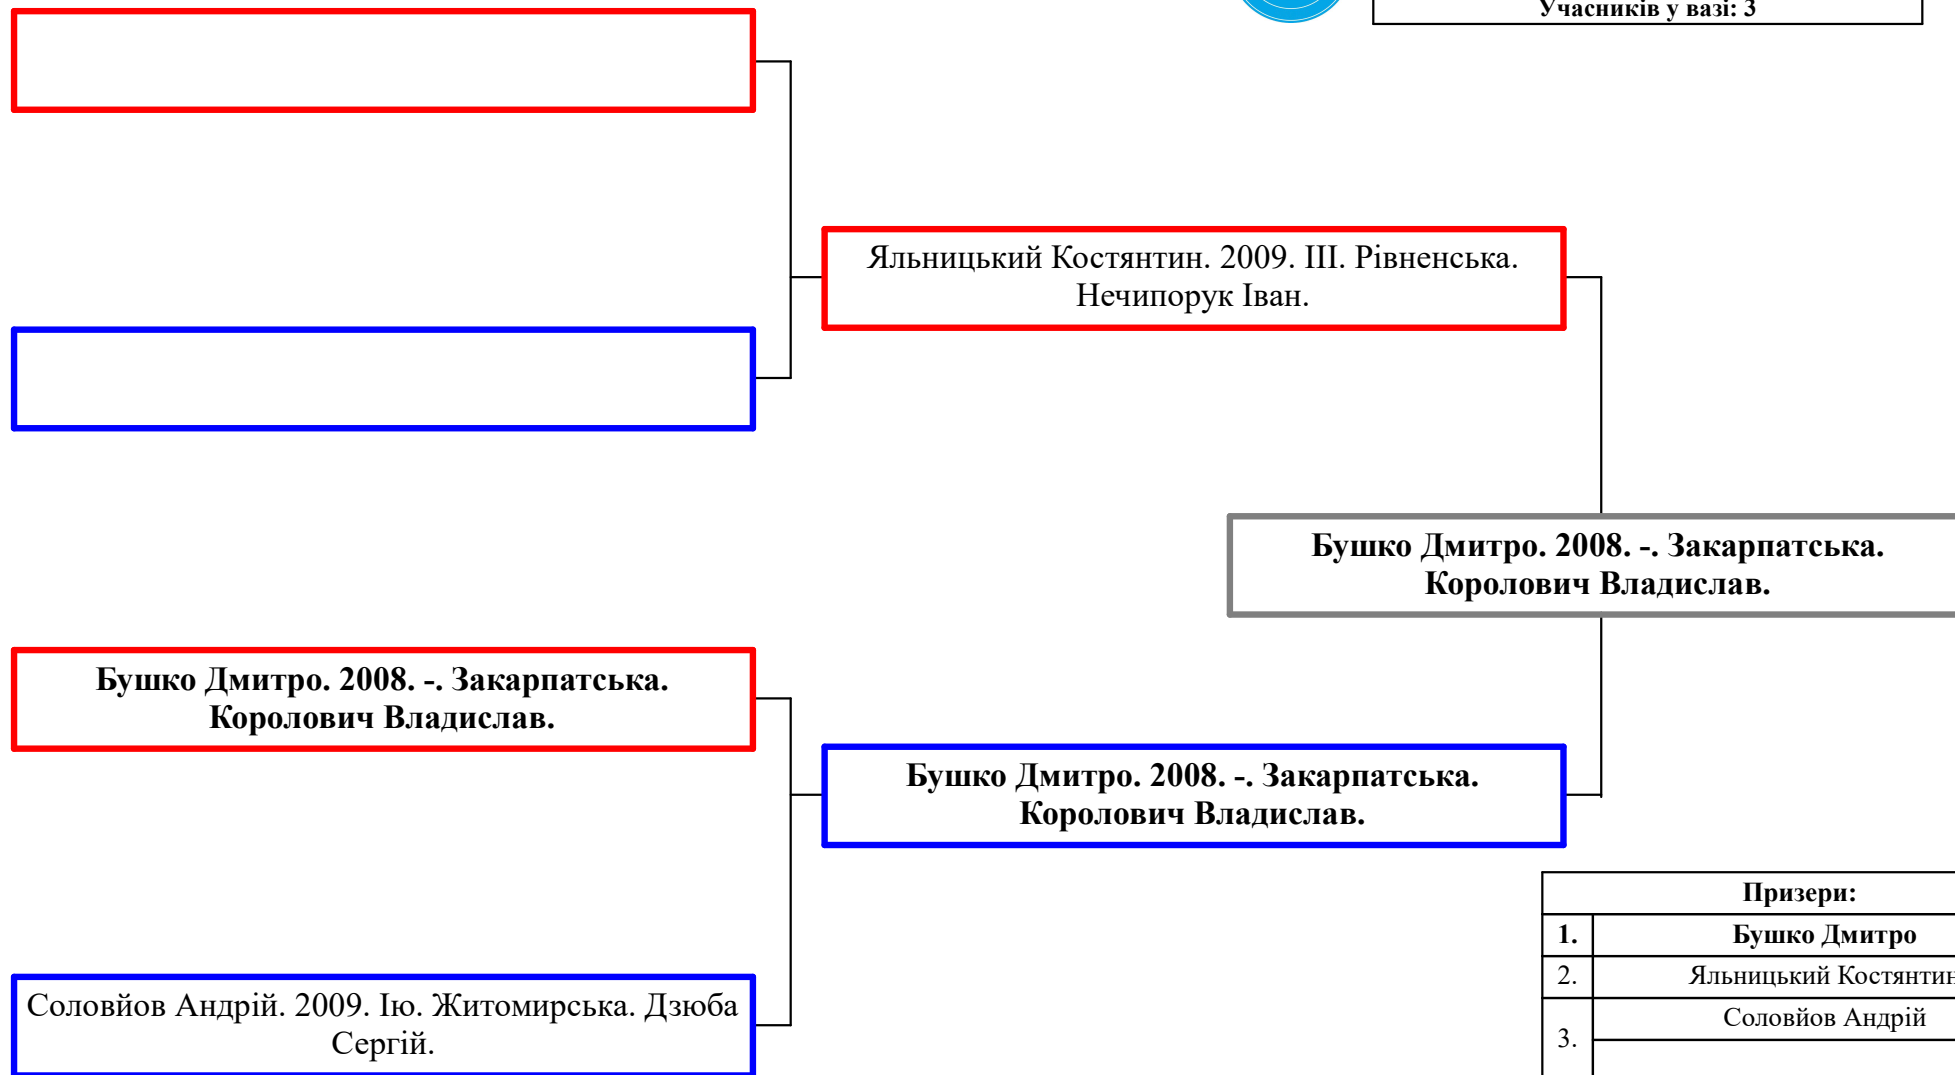 Учасників у вазі: 3
Яльницький Костянтин. 2009. III. Рівненська.
Нечипорук Іван.
Бушко Дмитро. 2008. -. Закарпатська.
Королович Владислав.
Бушко Дмитро. 2008. -. Закарпатська.
Королович Владислав.
Бушко Дмитро. 2008. -. Закарпатська.
Королович Владислав.
Соловйов Андрій. 2009. Ію. Житомирська. Дзюба
Сергій.
Призери:
1. Бушко Дмитро
2. Яльницький Костянтин
3. Соловйов Андрій